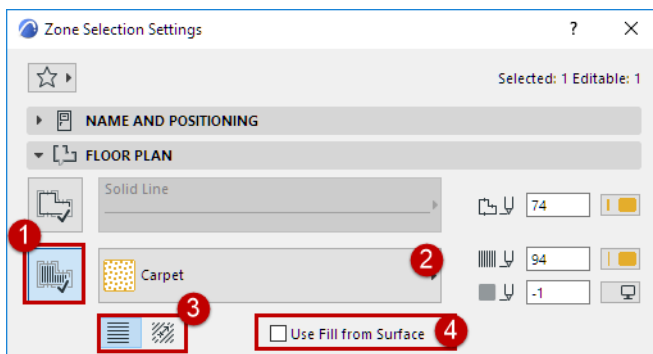 Zone Selection Settings ? ×
Selected: 1 Editable: 1
NAME AND POSITIONING
FLOOR PLAN
Solid Line
74
1
Carpet
2
94
-1
3
Use Fill from Surface
4